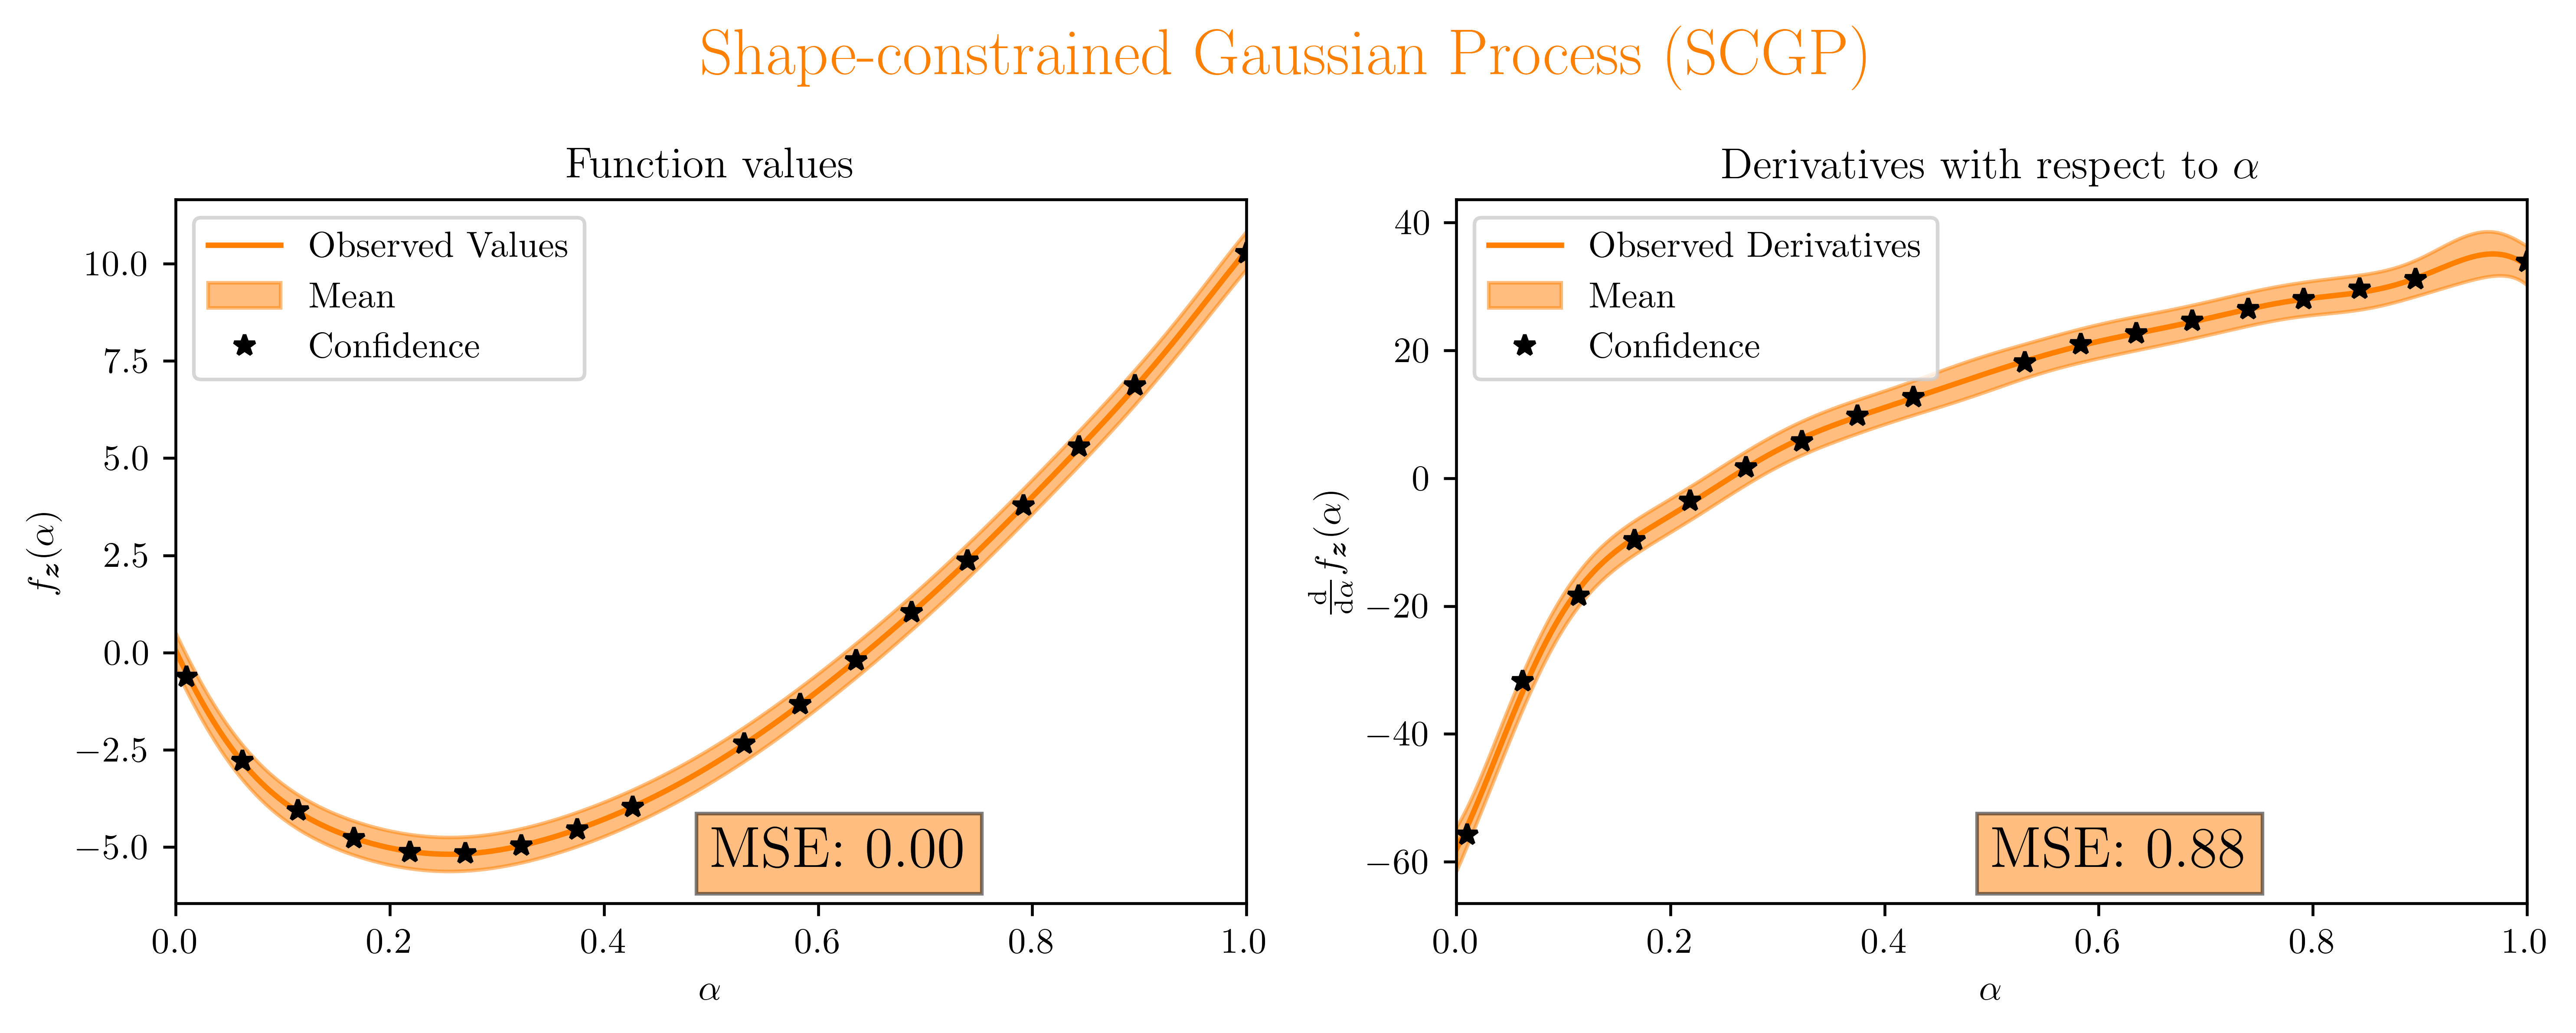 Shape-constrained Gaussian Process (SCGP)
Function values
Observed Values
Mean
Confidence
10.0
7.5
5.0
2.5
0.0
−2.5
−5.0
f_z(α)
MSE: 0.00
0.0 0.2 0.4 0.6 0.8 1.0
α
Derivatives with respect to α
Observed Derivatives
Mean
Confidence
40
20
0
−20
−40
−60
d/dα f_z(α)
MSE: 0.88
0.0 0.2 0.4 0.6 0.8 1.0
α